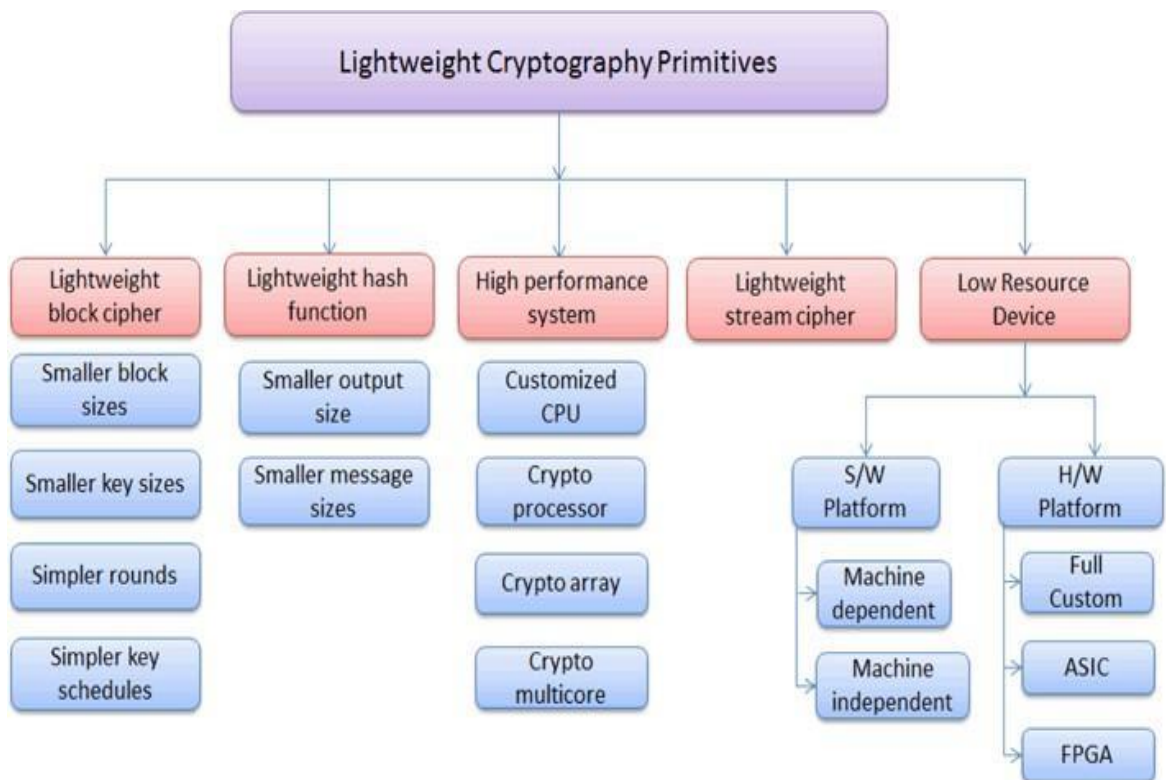 Lightweight Cryptography Primitives
Lightweight
block cipher
Lightweight hash
function
High performance
system
Lightweight
stream cipher
Low Resource
Device
Smaller block
sizes
Smaller key sizes
Simpler rounds
Simpler key
schedules
Smaller output
size
Smaller message
sizes
Customized
CPU
Crypto
processor
Crypto array
Crypto
multicore
S/W
Platform
Machine
dependent
Machine
independent
H/W
Platform
Full
Custom
ASIC
FPGA